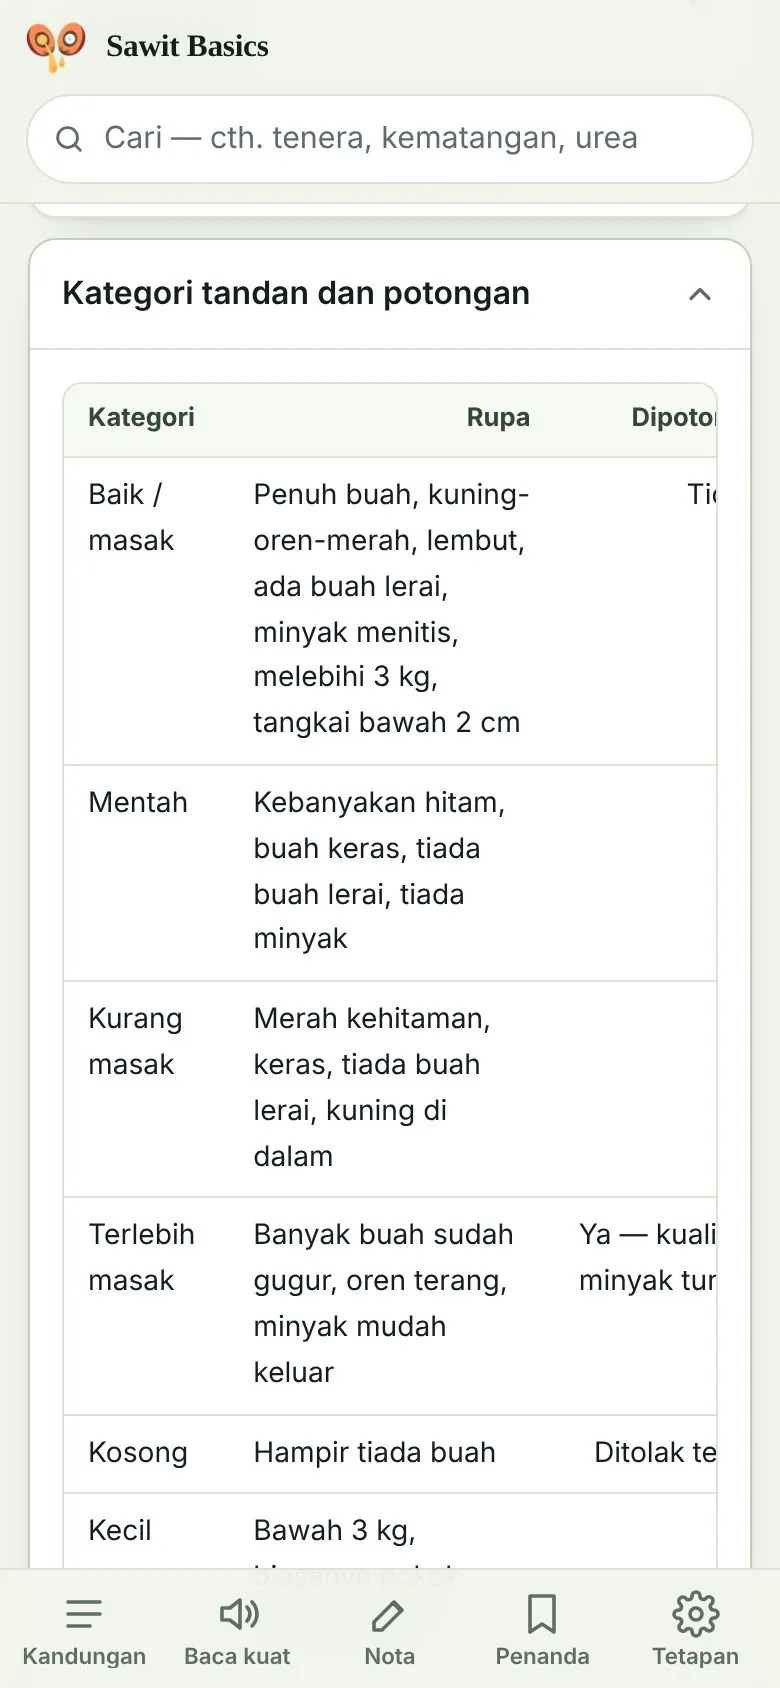 Sawit Basics
Cari — cth. tenera, kematangan, urea
Kategori tandan dan potongan
Kategori Rupa
Baik / masak
Penuh buah, kuning-
oren-merah, lembut,
ada buah lerai,
minyak menitis,
melebihi 3 kg,
tangkai bawah 2 cm
Mentah
Kebanyakan hitam,
buah keras, tiada
buah lerai, tiada
minyak
Kurang
masak
Merah kehitaman,
keras, tiada buah
lerai, kuning di
dalam
Terlebih
masak
Banyak buah sudah
gugur, oren terang,
minyak mudah
keluar
Ya —
minyak
Kosong
Hampir tiada buah
Ditolak
Kecil
Bawah 3 kg,
Kandungan
Baca kuat
Nota
Penanda
Tetapan